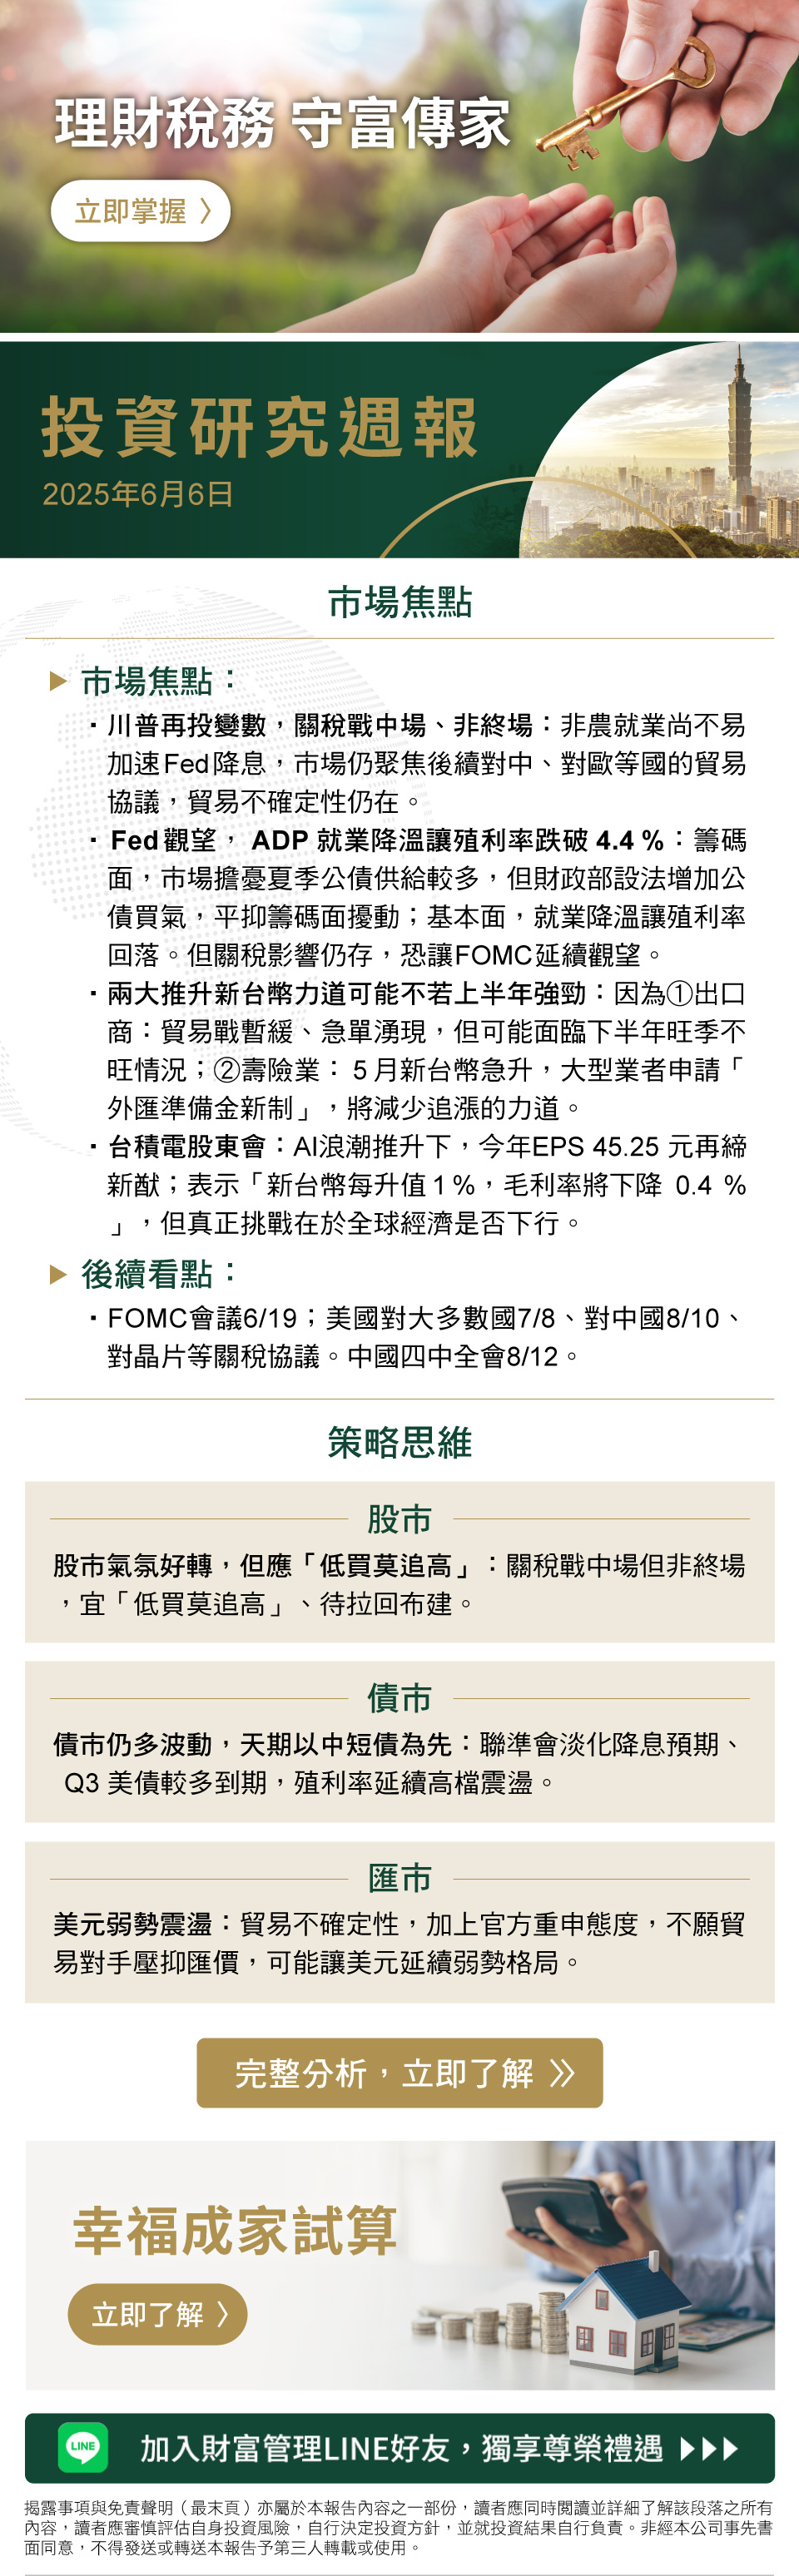 理財稅務 守富傳家
立即掌握 〉
投資研究週報
2025年6月6日
市場焦點
▶ 市場焦點：
‧川普再投變數，關稅戰中場、非終場：非農就業尚不易
加速Fed降息，市場仍聚焦後續對中、對歐等國的貿易
協議，貿易不確定性仍在。
‧Fed觀望， ADP 就業降溫讓殖利率跌破 4.4 %：籌碼
面，市場擔憂夏季公債供給較多，但財政部設法增加公
債買氣，平抑籌碼面擾動；基本面，就業降溫讓殖利率
回落。但關稅影響仍存，恐讓FOMC延續觀望。
‧兩大推升新台幣力道可能不若上半年強勁：因為①出口
商：貿易戰暫緩、急單湧現，但可能面臨下半年旺季不
旺情況；②壽險業： 5 月新台幣急升，大型業者申請「
外匯準備金新制」，將減少追漲的力道。
‧台積電股東會：AI浪潮推升下，今年EPS 45.25 元再締
新猷；表示「新台幣每升值 1 %，毛利率將下降 0.4 %
」，但真正挑戰在於全球經濟是否下行。
▶ 後續看點：
‧FOMC會議6/19；美國對大多數國7/8、對中國8/10、
對晶片等關稅協議。中國四中全會8/12。
策略思維
股市
股市氣氛好轉，但應「低買莫追高」：關稅戰中場但非終場
，宜「低買莫追高」、待拉回布建。
債市
債市仍多波動，天期以中短債為先：聯準會淡化降息預期、
Q3 美債較多到期，殖利率延續高檔震盪。
匯市
美元弱勢震盪：貿易不確定性，加上官方重申態度，不願貿
易對手壓抑匯價，可能讓美元延續弱勢格局。
完整分析，立即了解 》
幸福成家試算
立即了解 〉
LINE 加入財富管理LINE好友，獨享尊榮禮遇 ▶▶▶
揭露事項與免責聲明（最末頁）亦屬於本報告內容之一部份，讀者應同時閱讀並詳細了解該段落之所有
內容，讀者應審慎評估自身投資風險，自行決定投資方針，並就投資結果自行負責。非經本公司事先書
面同意，不得發送或轉送本報告予第三人轉載或使用。